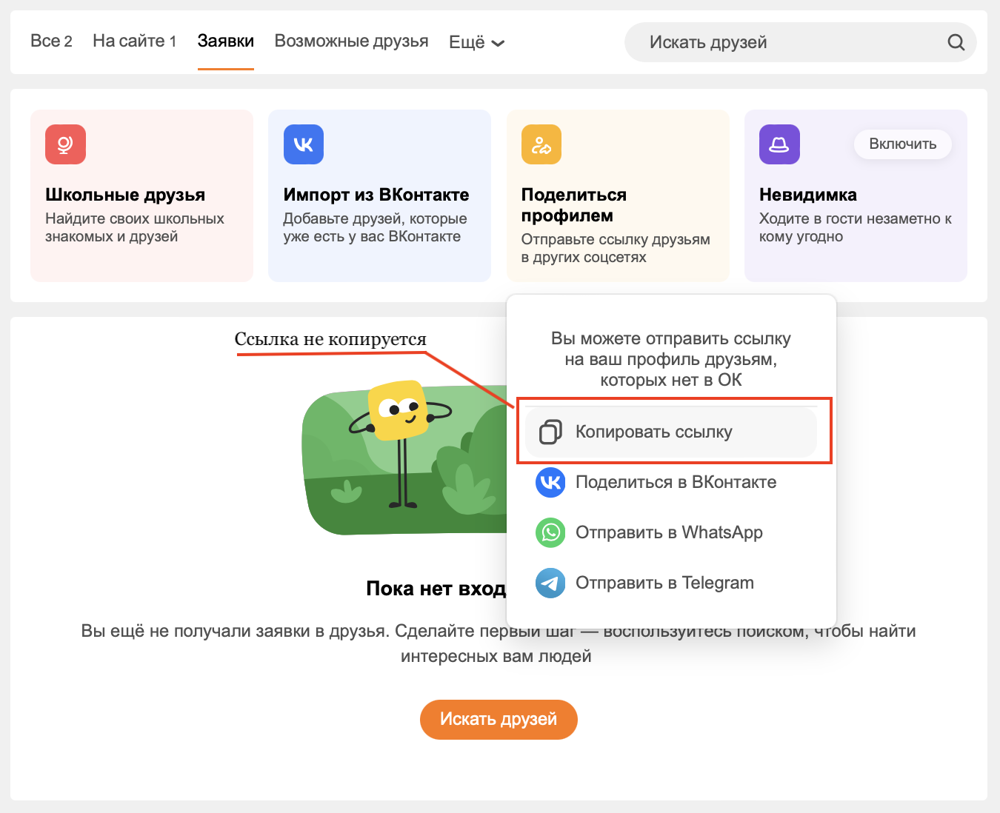 Все 2
На сайте 1
Заявки
Возможные друзья
Ещё
Искать друзей
Школьные друзья
Найдите своих школьных
знакомых и друзей
Импорт из ВКонтакте
Добавьте друзей, которые
уже есть у вас ВКонтакте
Поделиться
профилем
Отправьте ссылку друзьям
в других соцсетях
Включить
Невидимка
Ходите в гости незаметно к
кому угодно
Ссылка не копируется
Вы можете отправить ссылку
на ваш профиль друзьям,
которых нет в ОК
Копировать ссылку
Поделиться в ВКонтакте
Отправить в WhatsApp
Отправить в Telegram
Пока нет вход
Вы ещё не получали заявки в друзья. Сделайте первый шаг — воспользуйтесь поиском, чтобы найти
интересных вам людей
Искать друзей